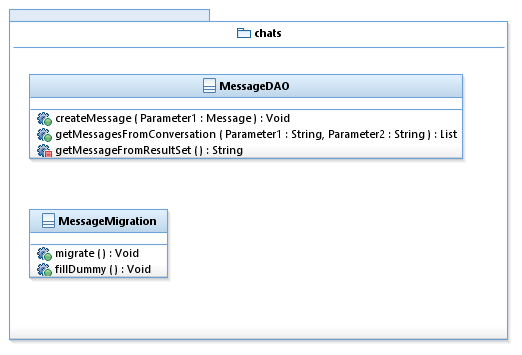 chats
MessageDAO
createMessage ( Parameter1 : Message ) : Void
getMessagesFromConversation ( Parameter1 : String, Parameter2 : String ) : List
getMessageFromResultSet ( ) : String
MessageMigration
migrate ( ) : Void
fillDummy ( ) : Void